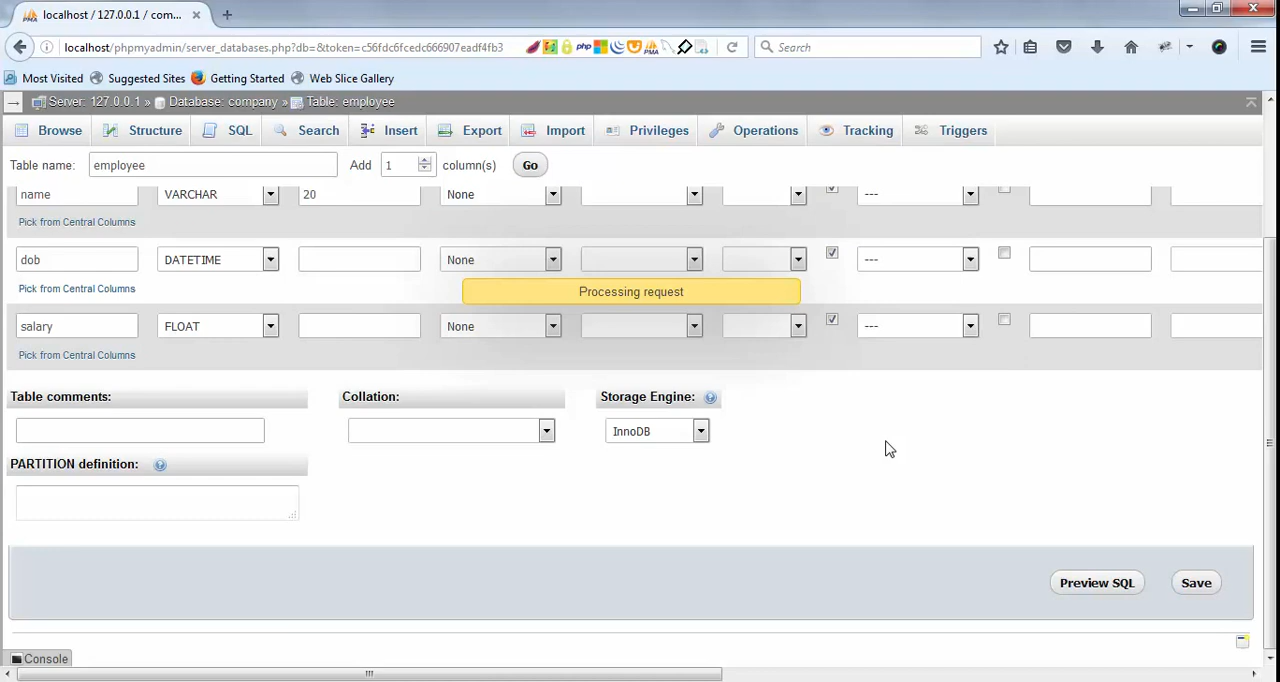 localhost / 127.0.0.1 / com...
localhost/phpmyadmin/server_databases.php?db=&token=c56fdc6fcedc666907eadf4fb3
php
PMA
Search
Most Visited
Suggested Sites
Getting Started
Web Slice Gallery
Server: 127.0.0.1 » Database: company » Table: employee
Browse
Structure
SQL
Search
Insert
Export
Import
Privileges
Operations
Tracking
Triggers
Table name: employee Add 1 column(s) Go
name VARCHAR 20 None ---
Pick from Central Columns
dob DATETIME None ---
Pick from Central Columns
Processing request
salary FLOAT None ---
Pick from Central Columns
Table comments: Collation: Storage Engine:
InnoDB
PARTITION definition:
Preview SQL Save
Console